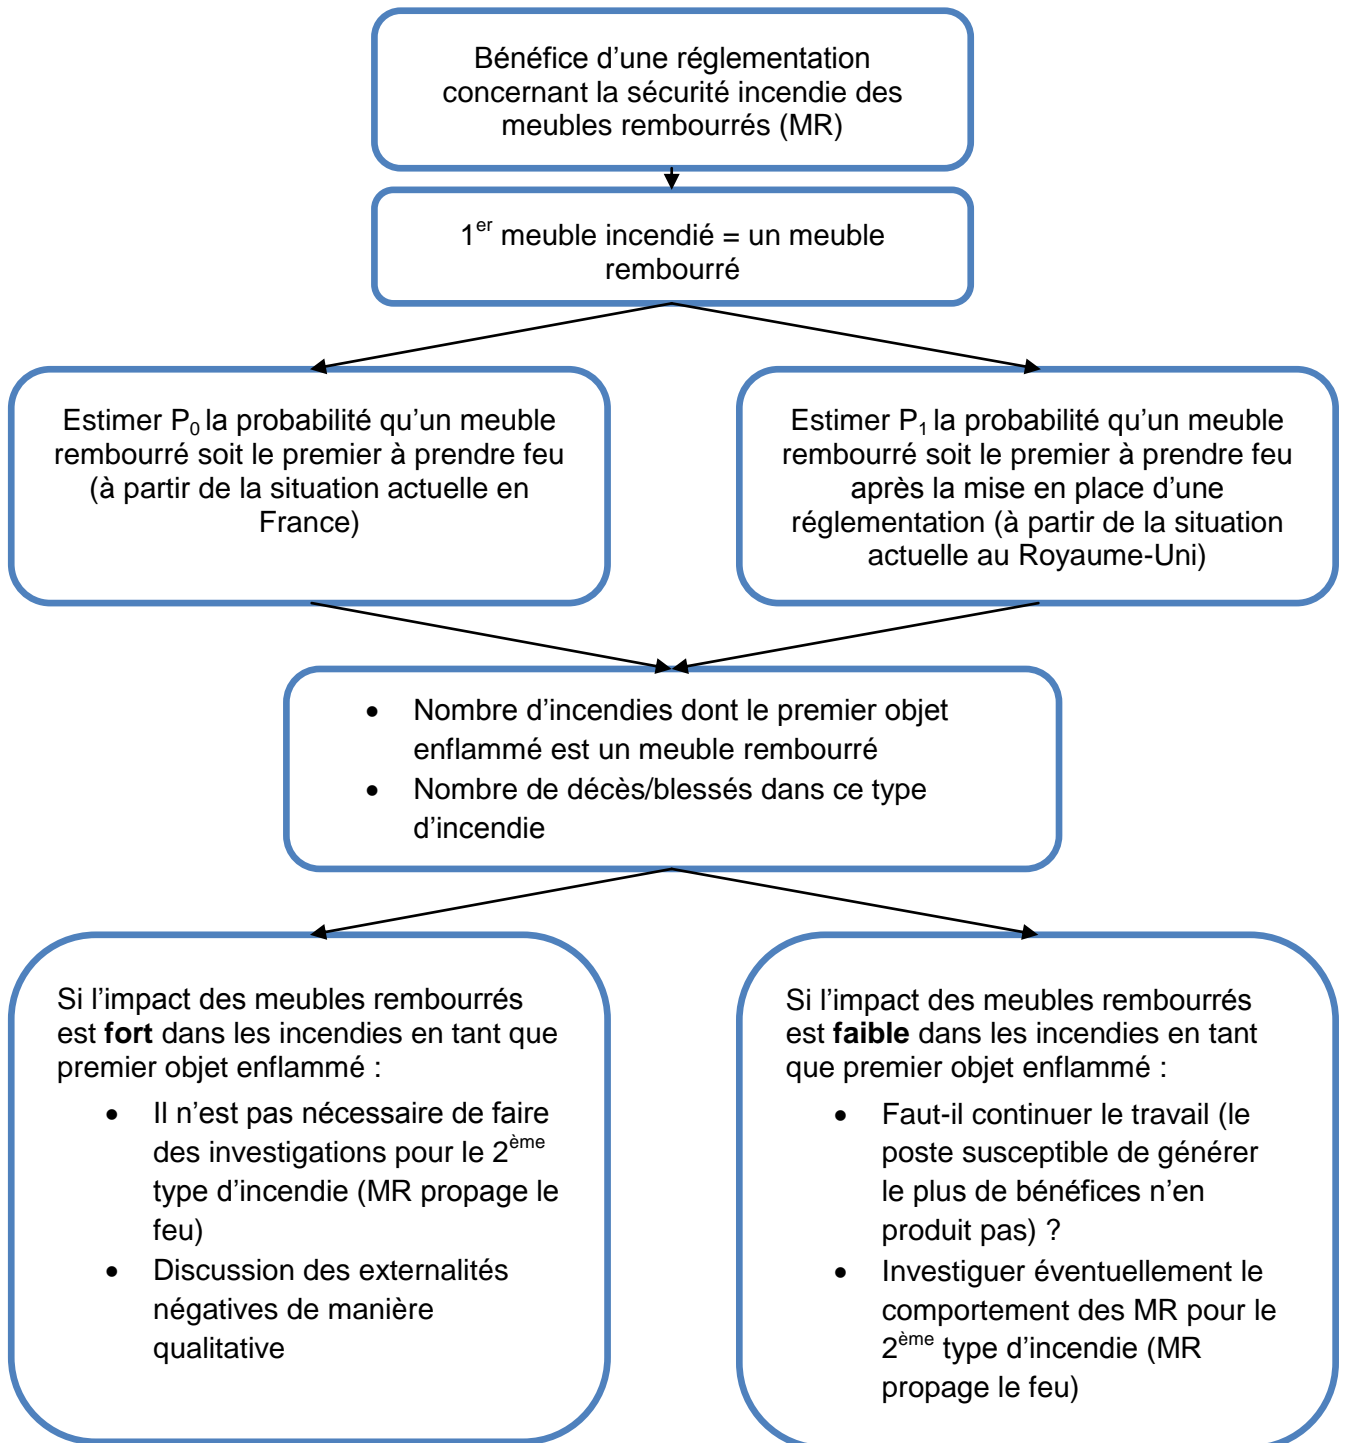 Bénéfice d'une réglementation
concernant la sécurité incendie des
meubles rembourrés (MR)
1er meuble incendié = un meuble
rembourré
Estimer P0 la probabilité qu'un meuble
rembourré soit le premier à prendre feu
(à partir de la situation actuelle en
France)
Estimer P1 la probabilité qu'un meuble
rembourré soit le premier à prendre feu
après la mise en place d'une
réglementation (à partir de la situation
actuelle au Royaume-Uni)
• Nombre d'incendies dont le premier objet
enflammé est un meuble rembourré
• Nombre de décès/blessés dans ce type
d'incendie
Si l'impact des meubles rembourrés
est fort dans les incendies en tant que
premier objet enflammé :
• Il n'est pas nécessaire de faire
des investigations pour le 2ème
type d'incendie (MR propage le
feu)
• Discussion des externalités
négatives de manière
qualitative
Si l'impact des meubles rembourrés
est faible dans les incendies en tant
que premier objet enflammé :
• Faut-il continuer le travail (le
poste susceptible de générer
le plus de bénéfices n'en
produit pas) ?
• Investiguer éventuellement le
comportement des MR pour le
2ème type d'incendie (MR
propage le feu)